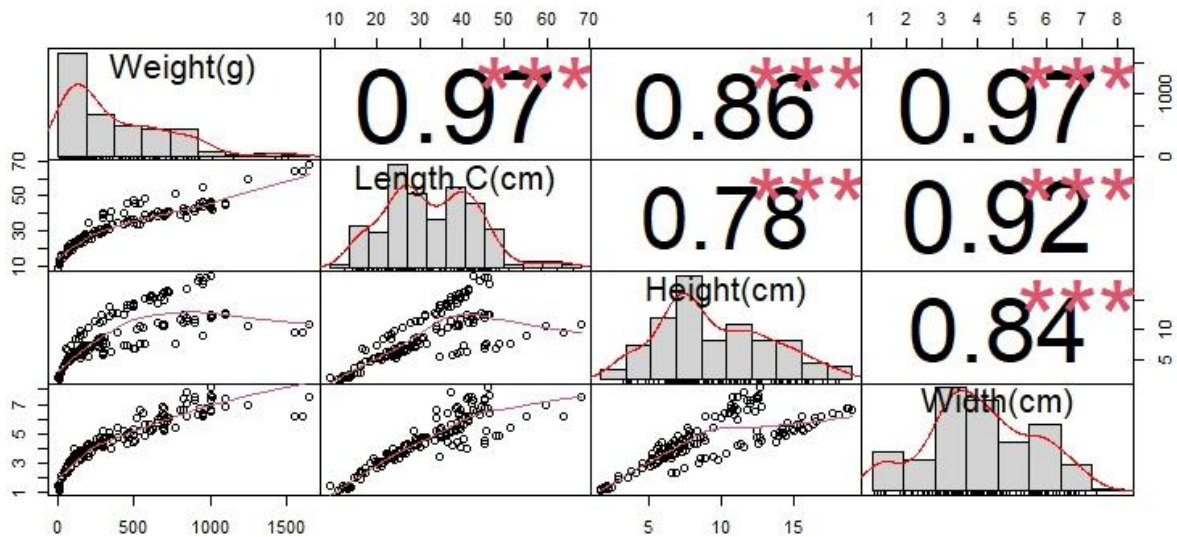 10 20 30 40 50 60 70
1 2 3 4 5 6 7 8
Weight(g)
0.97 ***
0.86 ***
0.97 ***
0 1000
10 30 50 70
Length C(cm)
0.78 ***
0.92 ***
Height(cm)
0.84 ***
5 10
1 3 5 7
Width(cm)
0 500 1000 1500
5 10 15